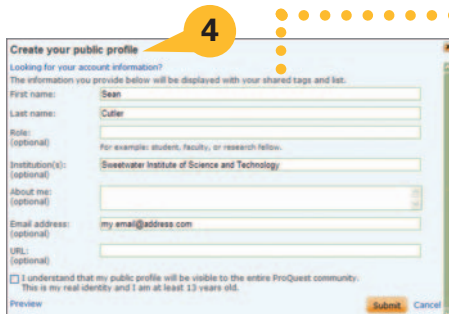 4
Create your public profile
Looking for your account information?
The information you provide below will be displayed with your shared tags and list.
First name: Sean
Last name: Cutler
Role:
(optional)
For example: student, faculty, or research fellow.
Institution(s): Sweetwater Institute of Science and Technology
(optional)
About me:
(optional)
Email address: my email@address.com
(optional)
URL:
(optional)
I understand that my public profile will be visible to the entire ProQuest community.
This is my real identity and I am at least 13 years old.
Preview Submit Cancel